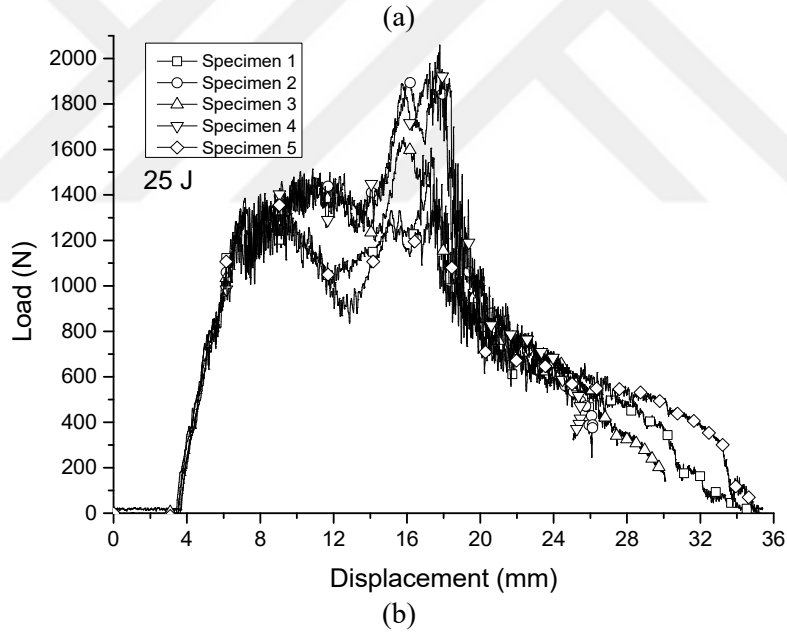 (a)
2000
1800
1600
1400
1200
1000
800
600
400
200
0
Load (N)
Specimen 1
Specimen 2
Specimen 3
Specimen 4
Specimen 5
25 J
0 4 8 12 16 20 24 28 32 36
Displacement (mm)
(b)